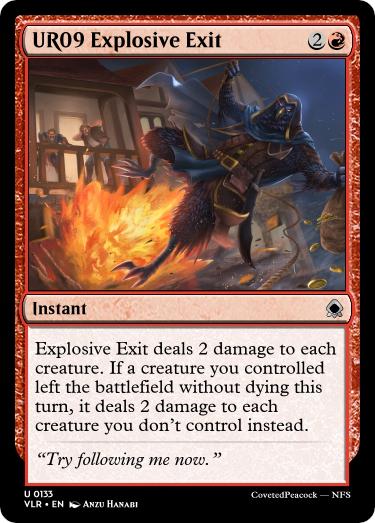 UR09 Explosive Exit 2
Instant
Explosive Exit deals 2 damage to each
creature. If a creature you controlled
left the battlefield without dying this
turn, it deals 2 damage to each
creature you don't control instead.
“Try following me now.”
U 0133
VLR • EN Anzu Hanabi
CovetedPeacock — NFS